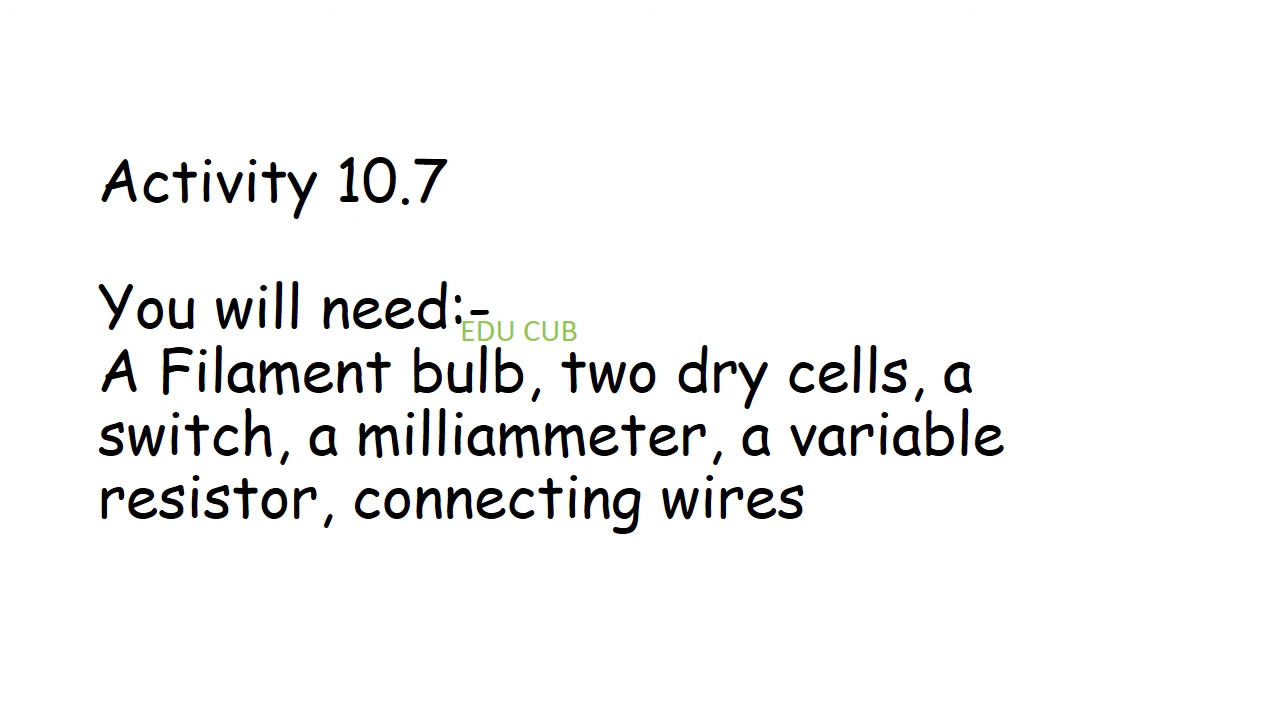 Activity 10.7
You will need:-
EDU CUB
A Filament bulb, two dry cells, a
switch, a milliammeter, a variable
resistor, connecting wires